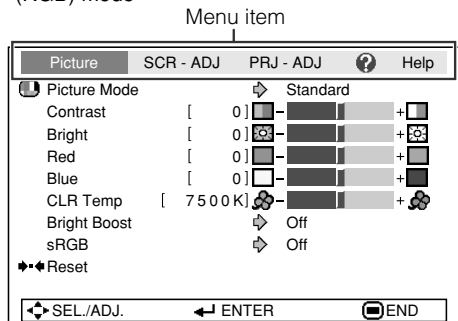 (RGB) mode
Menu item
Picture SCR - ADJ PRJ - ADJ ? Help
Picture Mode Standard
Contrast [ 0] - +
Bright [ 0] - +
Red [ 0] - +
Blue [ 0] - +
CLR Temp [ 7500K] - +
Bright Boost Off
sRGB Off
Reset
SEL./ADJ. ENTER END